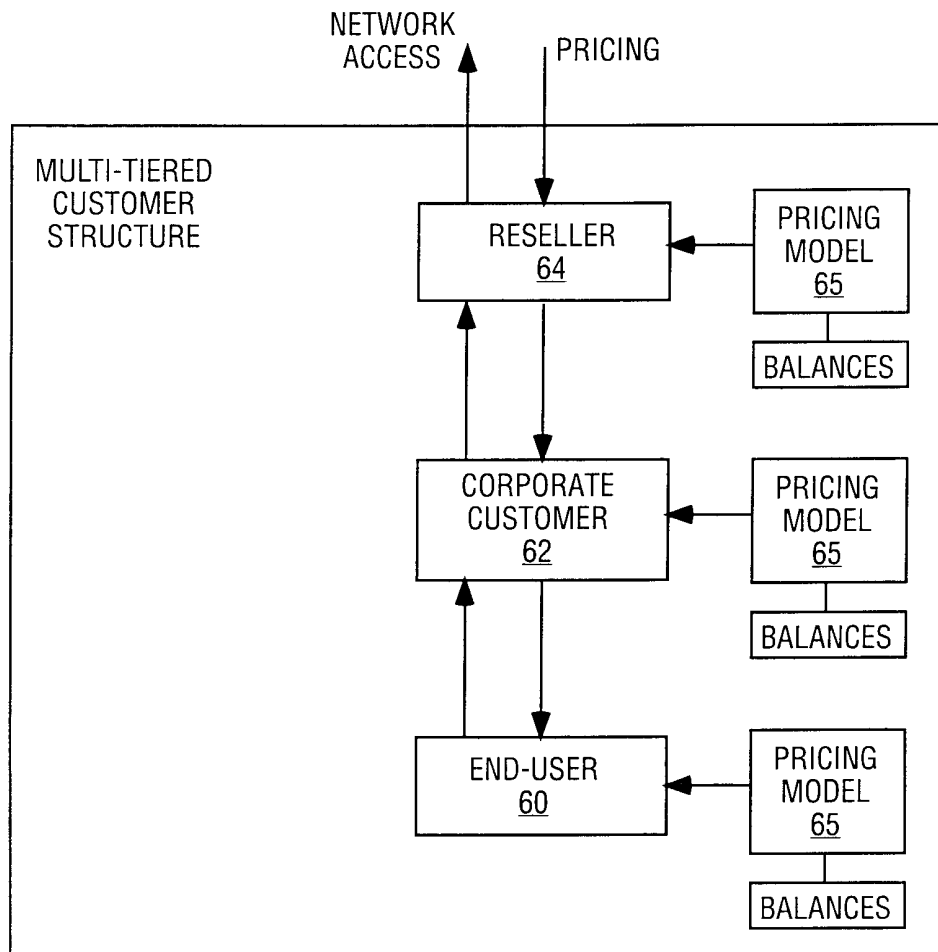 NETWORK
ACCESS
PRICING
MULTI-TIERED
CUSTOMER
STRUCTURE
RESELLER
64
PRICING
MODEL
65
BALANCES
CORPORATE
CUSTOMER
62
PRICING
MODEL
65
BALANCES
END-USER
60
PRICING
MODEL
65
BALANCES